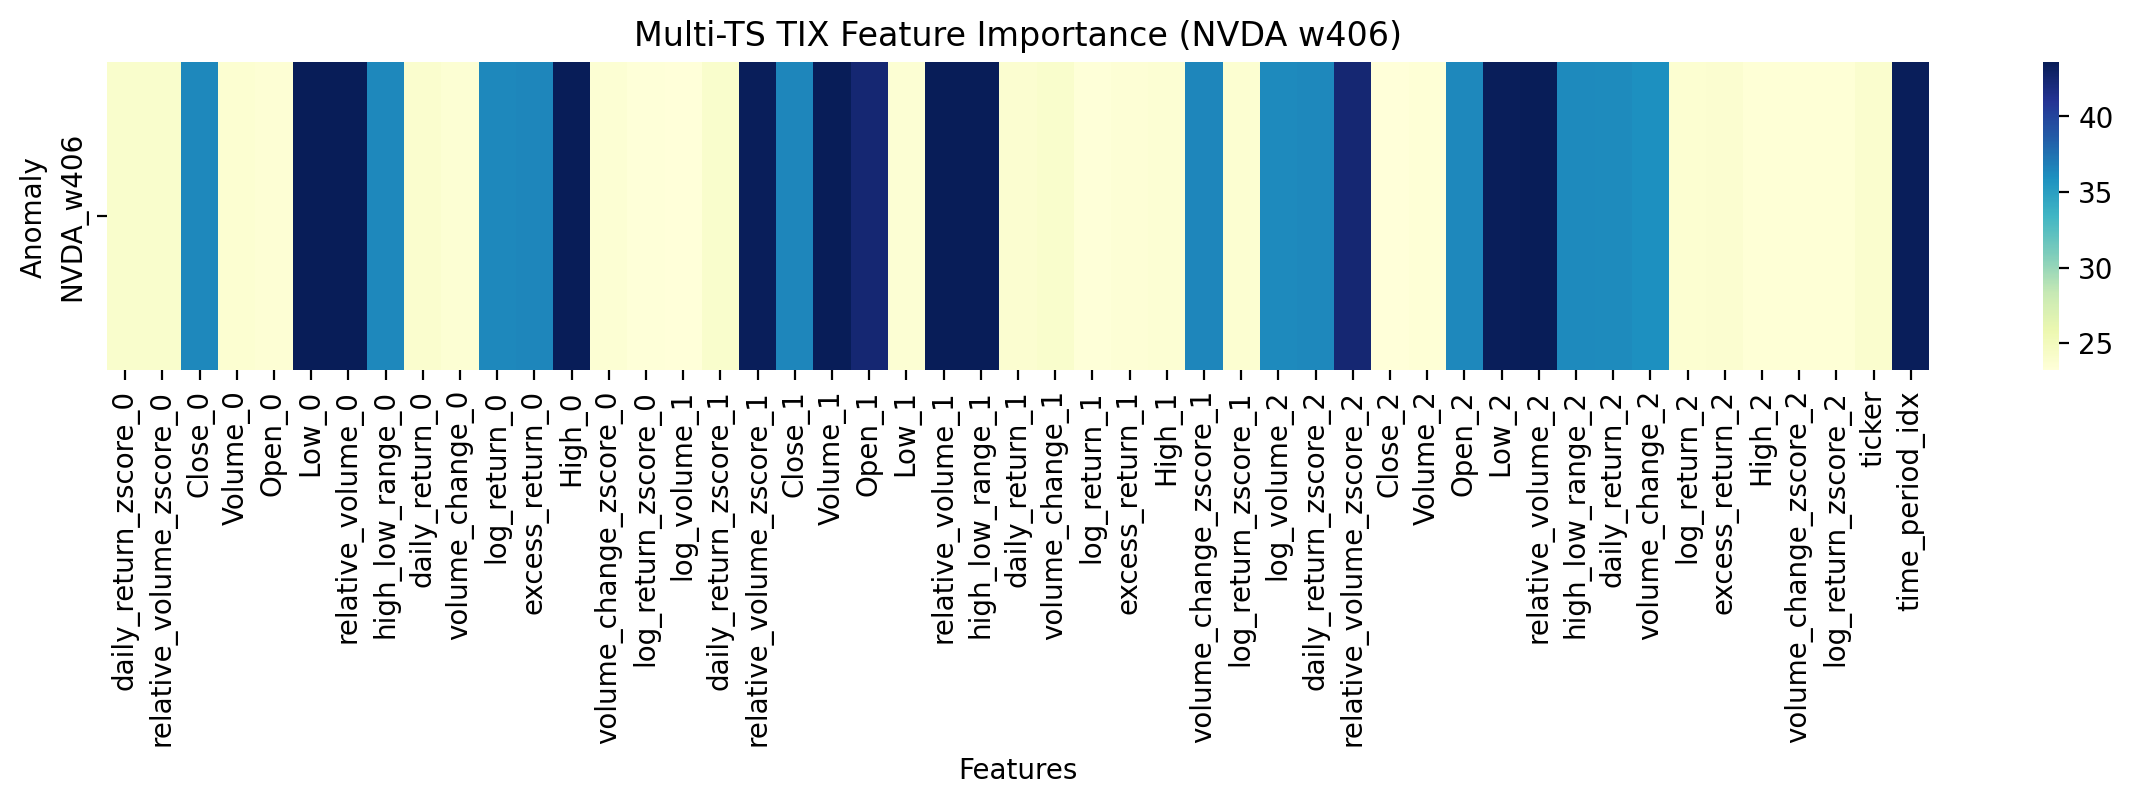 Multi-TS TIX Feature Importance (NVDA w406)
Anomaly
NVDA_w406
40
35
30
25
daily_return_zscore_0
relative_volume_zscore_0
Close_0
Volume_0
Open_0
Low_0
relative_volume_0
high_low_range_0
daily_return_0
volume_change_0
log_return_0
excess_return_0
High_0
volume_change_zscore_0
log_return_zscore_0
log_volume_1
daily_return_zscore_1
relative_volume_zscore_1
Close_1
Volume_1
Open_1
Low_1
relative_volume_1
high_low_range_1
daily_return_1
volume_change_1
log_return_1
excess_return_1
High_1
volume_change_zscore_1
log_return_zscore_1
log_volume_2
daily_return_zscore_2
relative_volume_zscore_2
Close_2
Volume_2
Open_2
Low_2
relative_volume_2
high_low_range_2
daily_return_2
volume_change_2
log_return_2
excess_return_2
High_2
volume_change_zscore_2
log_return_zscore_2
ticker
time_period_idx
Features